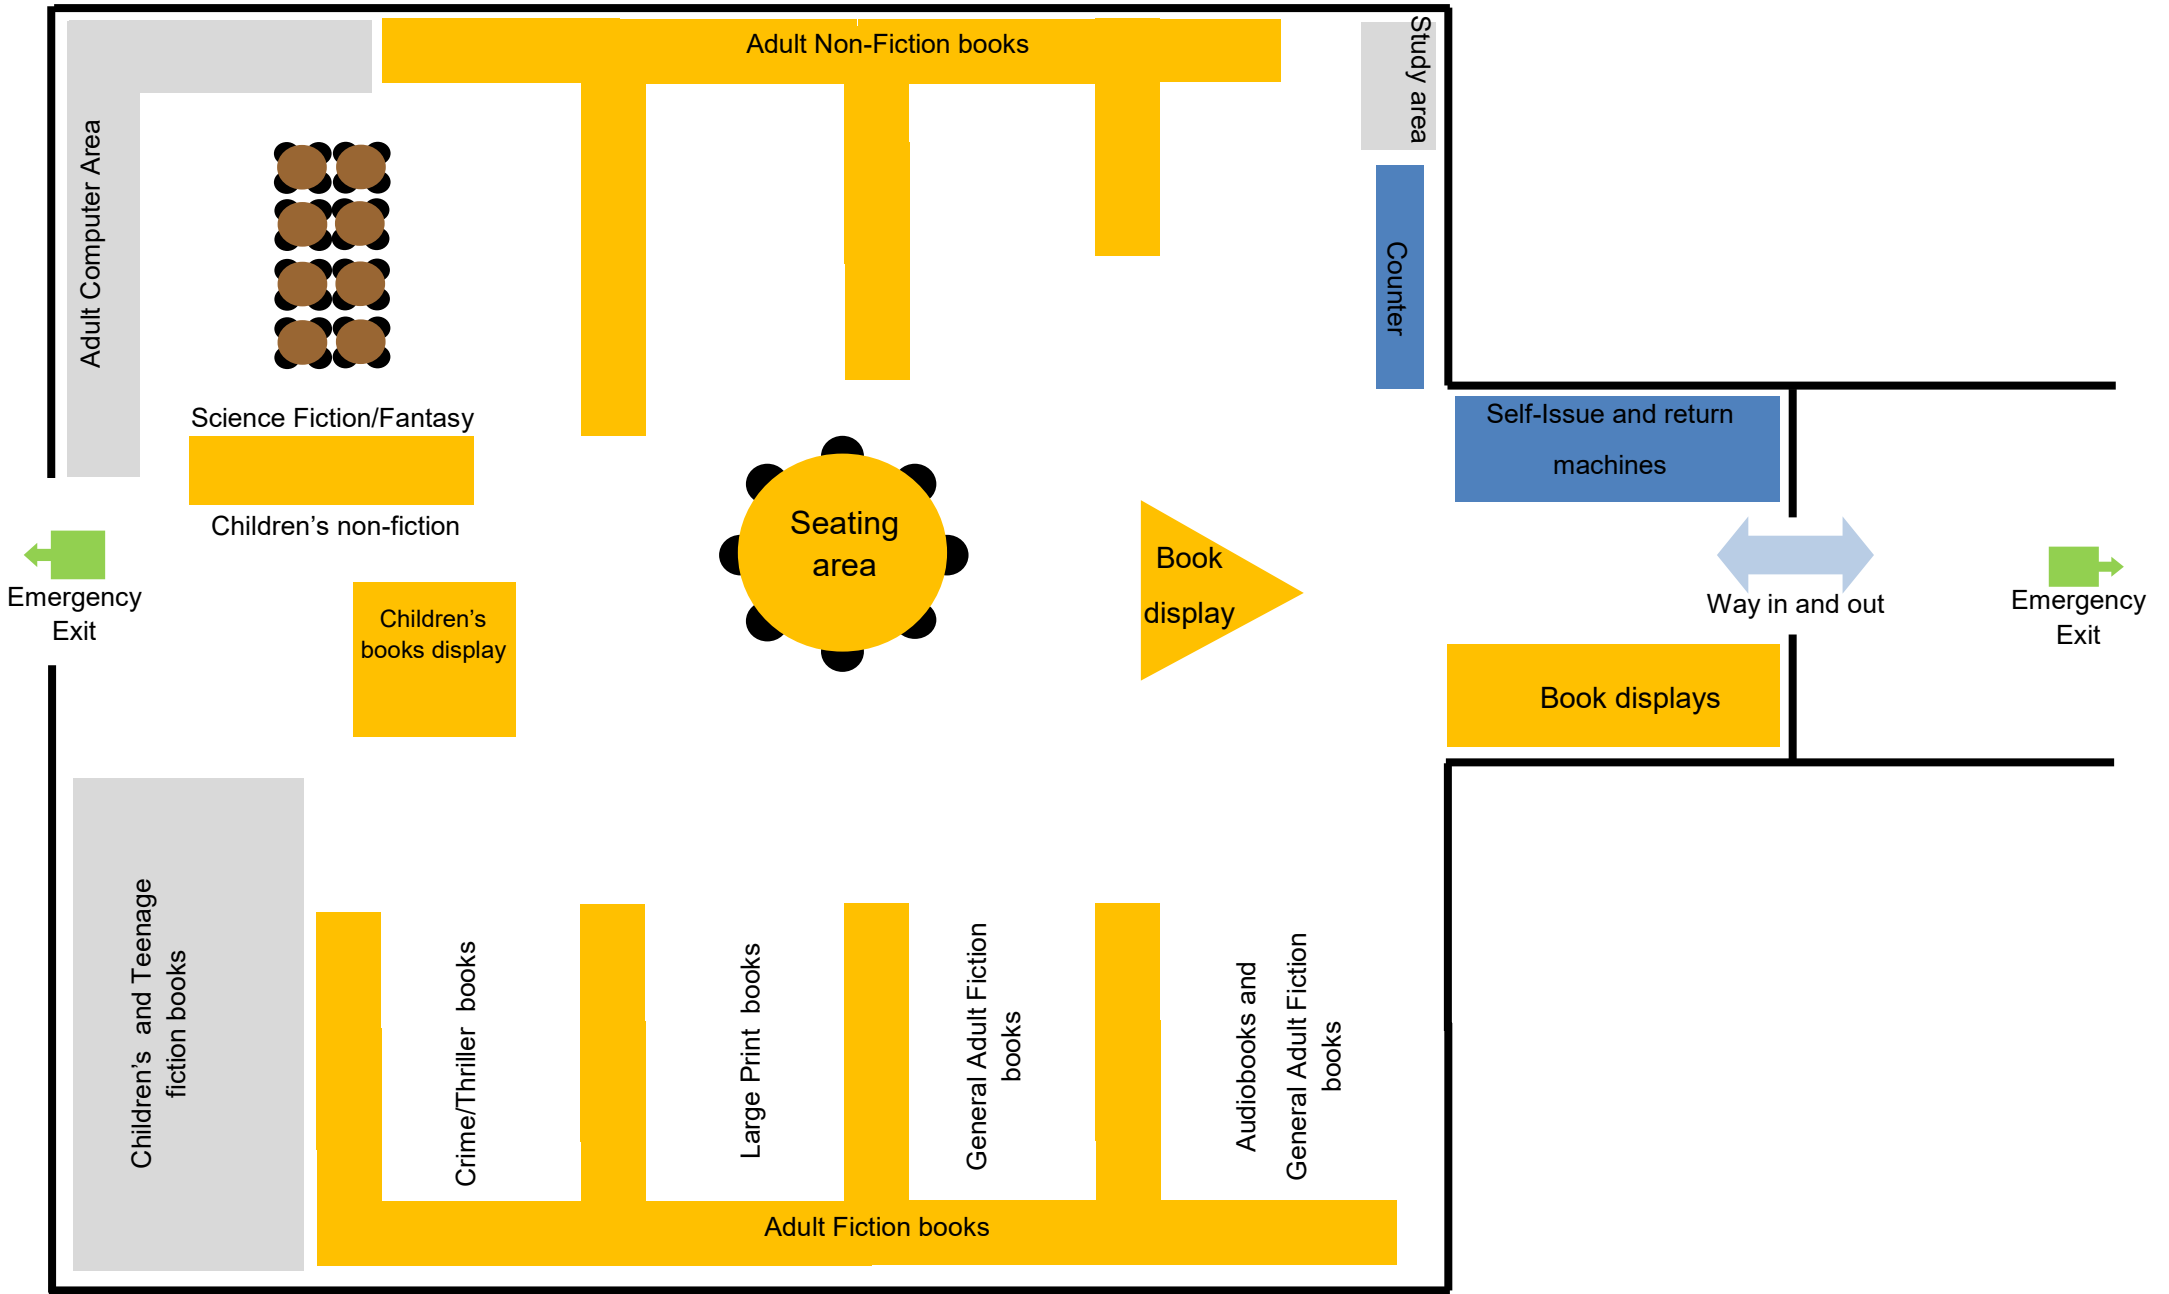 Adult Non-Fiction books
Study area
Adult Computer Area
Counter
Science Fiction/Fantasy
Self-Issue and return
machines
Children’s non-fiction
Seating
area
Book
display
Emergency
Exit
Way in and out
Emergency
Exit
Children’s
books display
Book displays
Children’s and Teenage
fiction books
Crime/Thriller books
Large Print books
General Adult Fiction
books
Audiobooks and
General Adult Fiction
books
Adult Fiction books